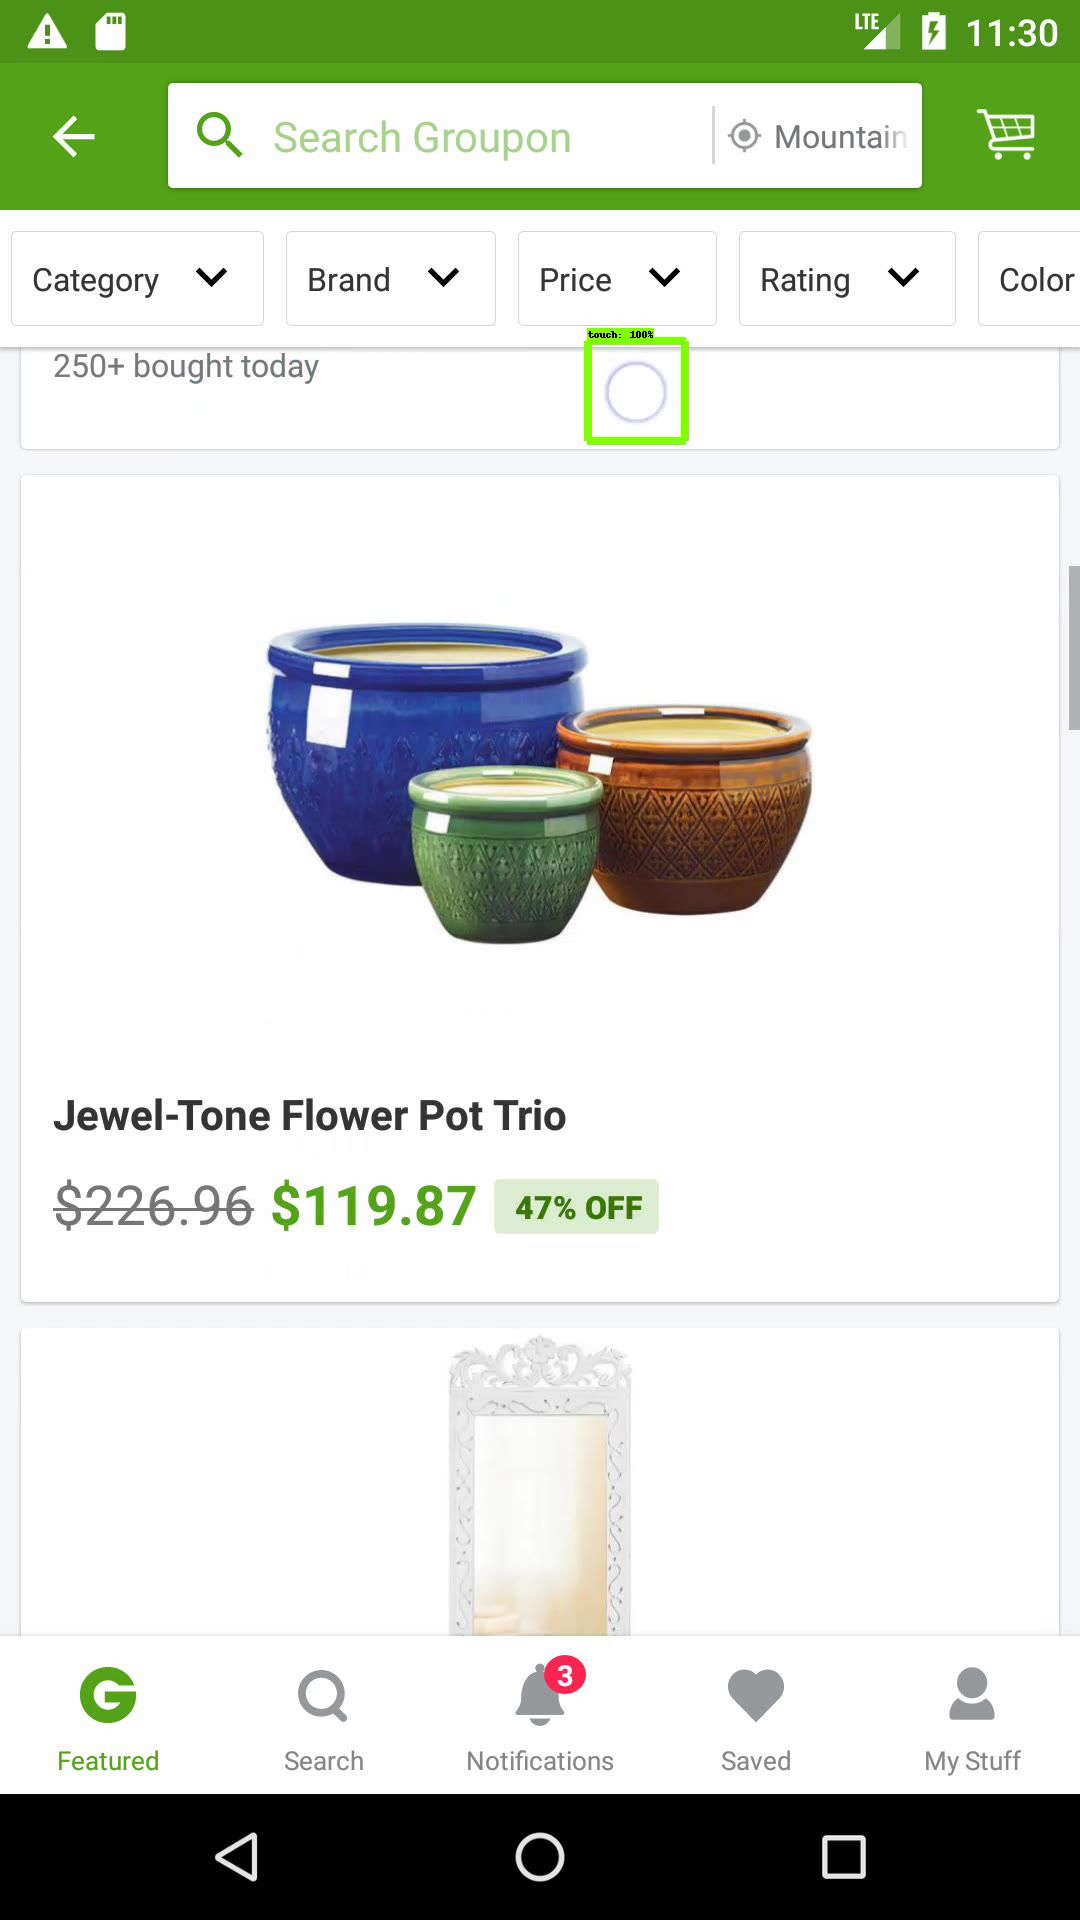 LTE 11:30
Search Groupon Mountain
Category Brand Price Rating Color
touch: 100%
250+ bought today
Jewel-Tone Flower Pot Trio
$226.96 $119.87 47% OFF
G 3
Featured Search Notifications Saved My Stuff